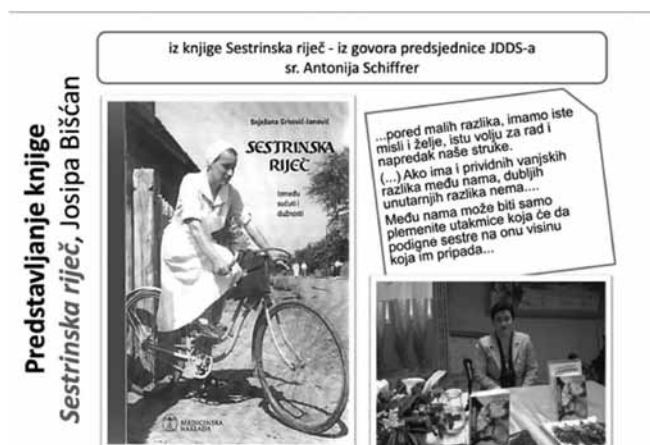 iz knjige Sestrinska riječ - iz govora predsjednice JDDS-a
sr. Antonija Schiffrer
Predstavljanje knjige
Sestrinska riječ, Josipa Bišćan
Snježana Grković-Janović
SESTRINSKA
RIJEČ
Između
sućuti i
dužnosti
MEDICINSKA
NAKLADA
...pored malih razlika, imamo iste
misli i želje, istu volju za rad i
napredak naše struke.
(...) Ako ima i prividnih vanjskih
razlika među nama, dubljih
unutarnjih razlika nema....
Među nama može biti samo
plemenite utakmice koja će da
podigne sestre na onu visinu
koja im pripada...